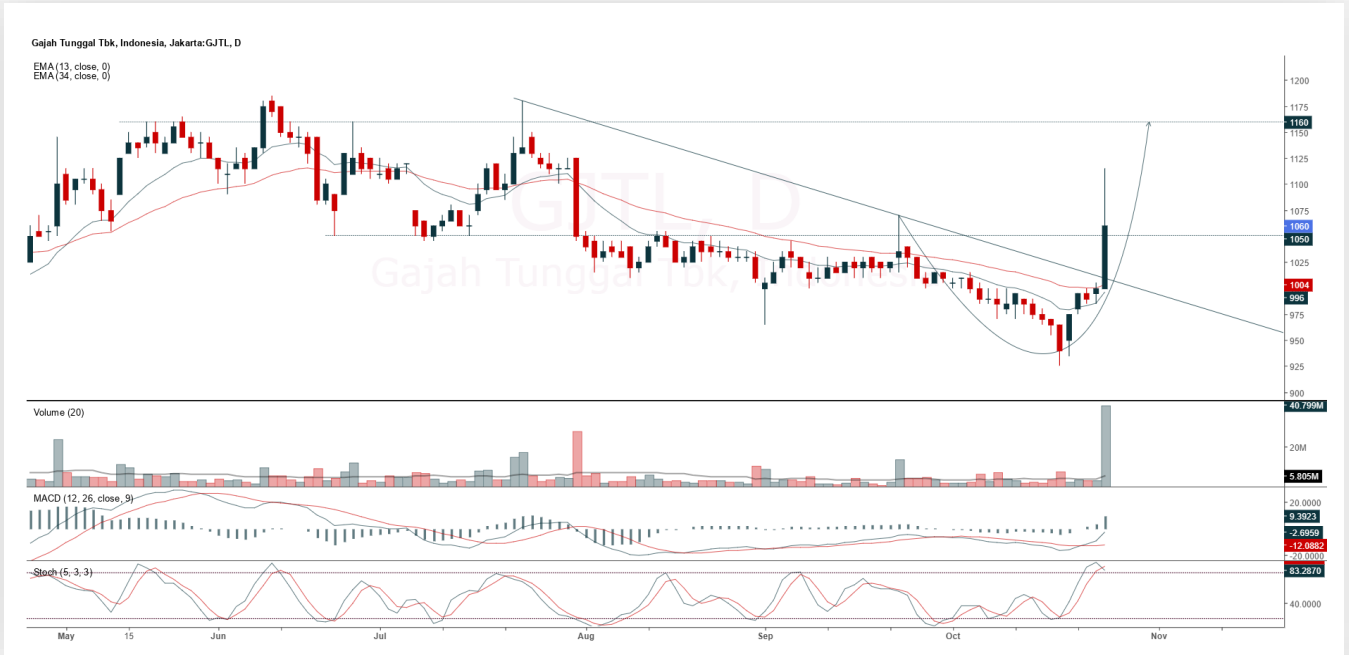 Gajah Tunggal Tbk, Indonesia, Jakarta:GJTL, D
EMA (13, close, 0)
EMA (34, close, 0)
GJTL, D
Gajah Tunggal Tbk, Indonesia
1200
1175
1160
1150
1125
1100
1075
1060
1050
1025
1004
996
975
950
925
900
Volume (20)
40.799M
20M
5.805M
MACD (12, 26, close, 9)
20.0000
9.3923
-2.6959
-12.0882
-20.0000
Stoch (5, 3, 3)
83.2870
40.0000
May 15 Jun Jul Aug Sep Oct Nov